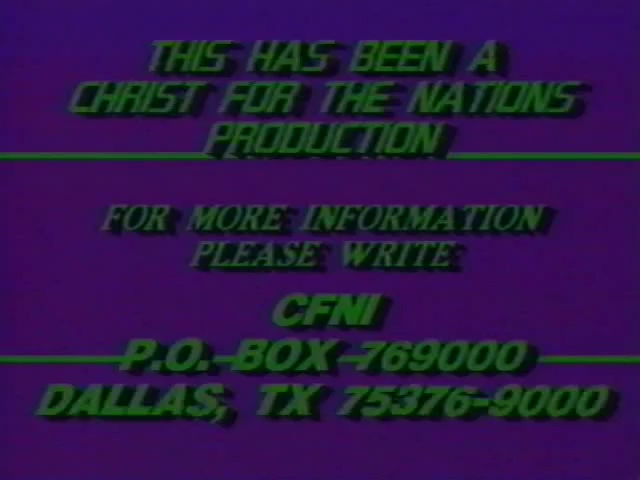 THIS HAS BEEN A
CHRIST FOR THE NATIONS
PRODUCTION
FOR MORE INFORMATION
PLEASE WRITE
CFNI
P.O. BOX 769000
DALLAS, TX 75376-9000